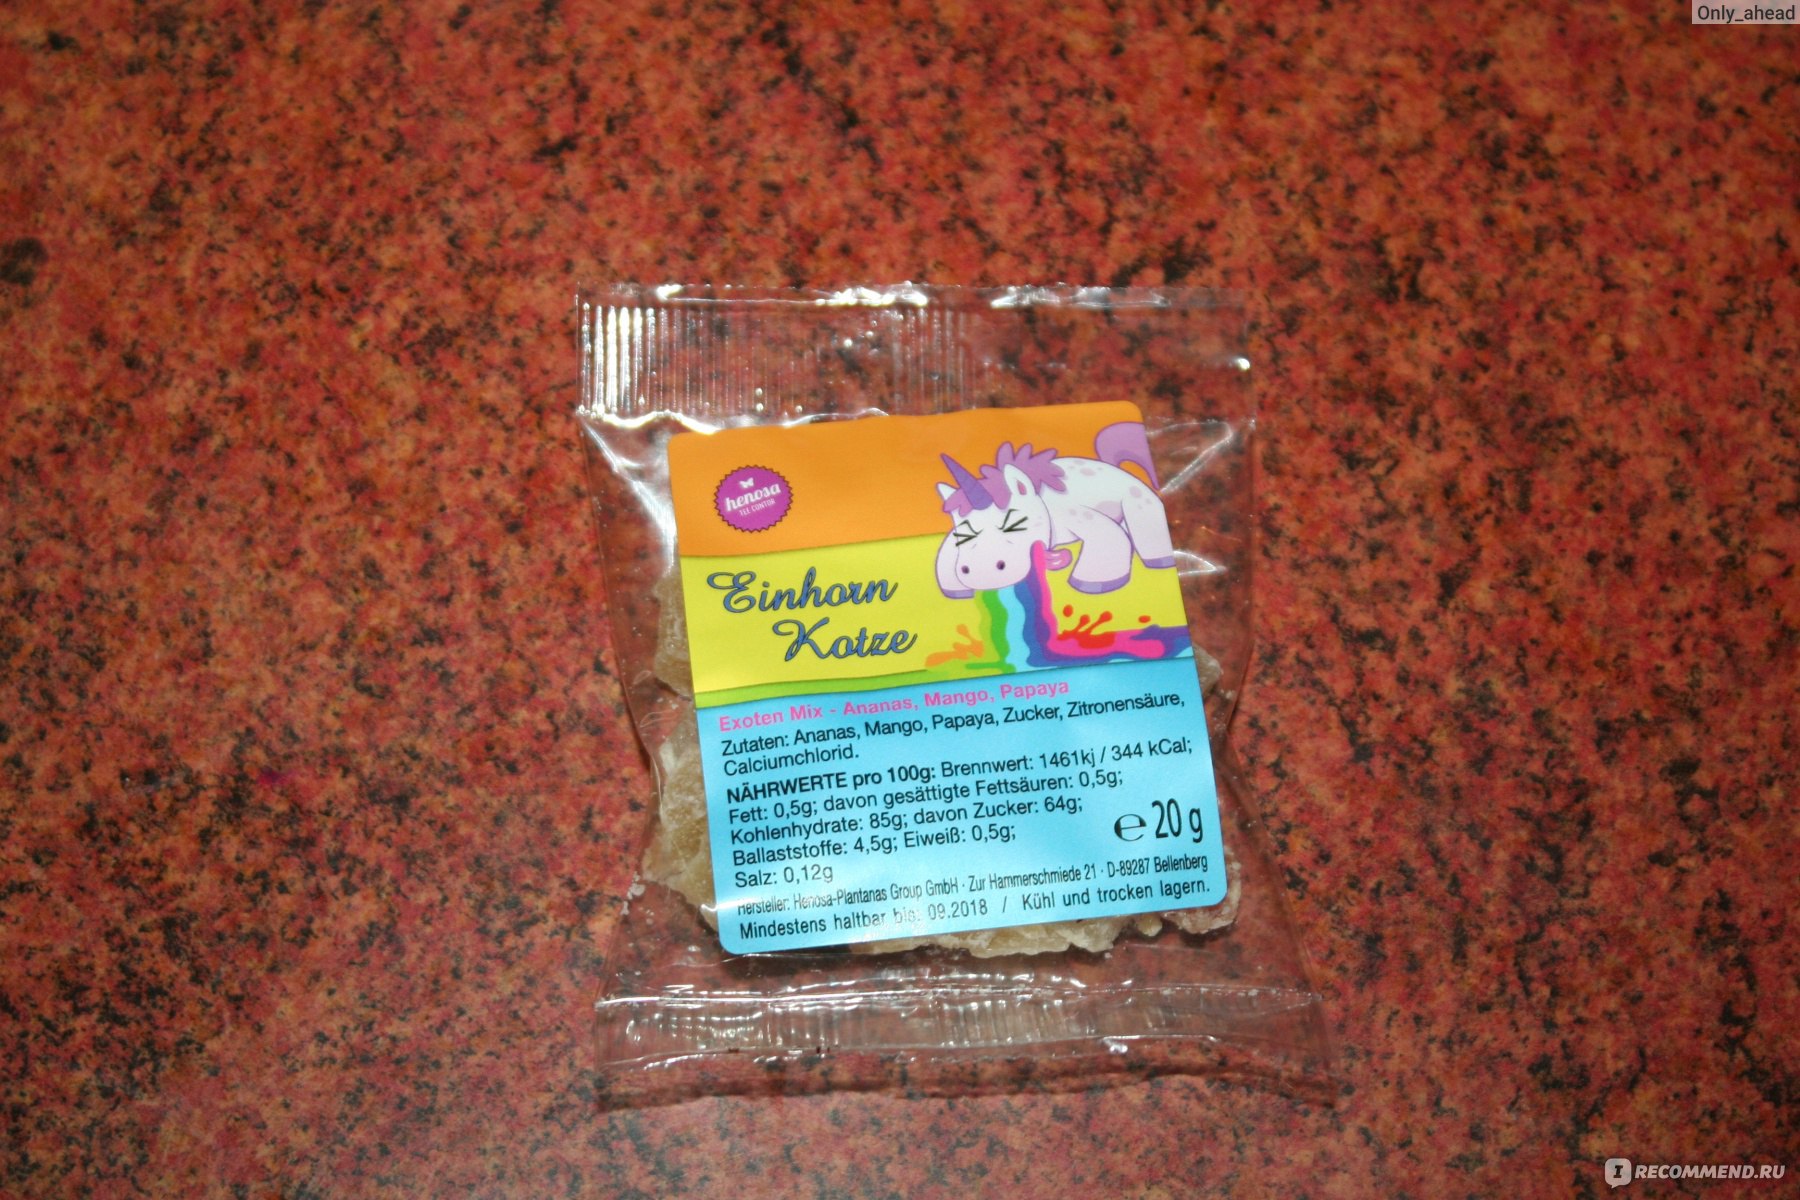 Only_ahead
henosa
TEE CONTOR
Einhorn
Kotze
Exoten Mix - Ananas, Mango, Papaya
Zutaten: Ananas, Mango, Papaya, Zucker, Zitronensäure,
Calciumchlorid.
NÄHRWERTE pro 100g: Brennwert: 1461kj / 344 kCal;
Fett: 0,5g; davon gesättigte Fettsäuren: 0,5g;
Kohlenhydrate: 85g; davon Zucker: 64g;
Ballaststoffe: 4,5g; Eiweiß: 0,5g;
Salz: 0,12g
e 20 g
Hersteller: Henosa-Plantanas Group GmbH · Zur Hammerschmiede 21 · D-89287 Bellenberg
Mindestens haltbar bis: 09.2018 / Kühl und trocken lagern.
I RECOMMEND.RU